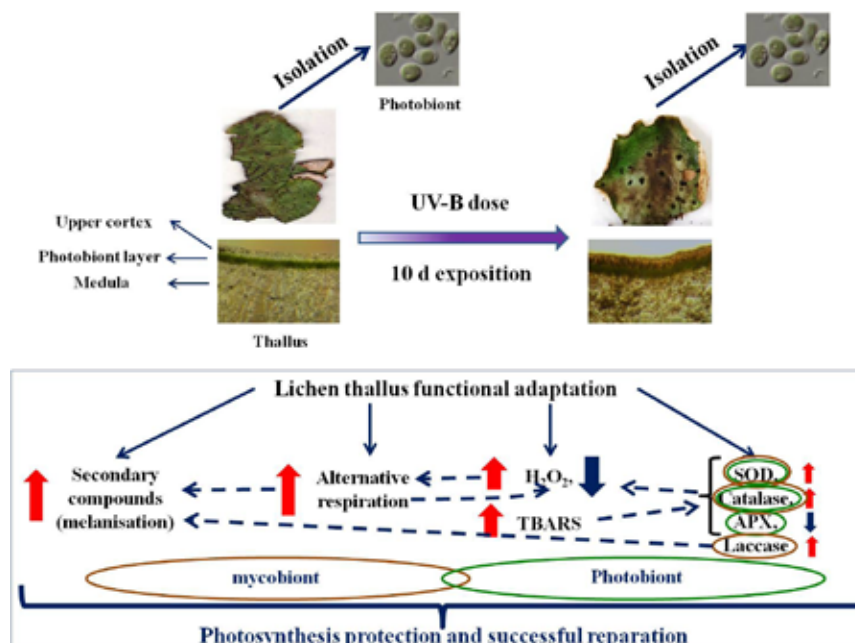 Isolation
Photobiont
Isolation
Upper cortex
Photobiont layer
Medula
Thallus
UV-B dose
10 d exposition
Lichen thallus functional adaptation
Secondary
compounds
(melanisation)
Alternative
respiration
H2O2,
TBARS
SOD,
Catalase,
APX,
Laccase
mycobiont
Photobiont
Photosynthesis protection and successful reparation